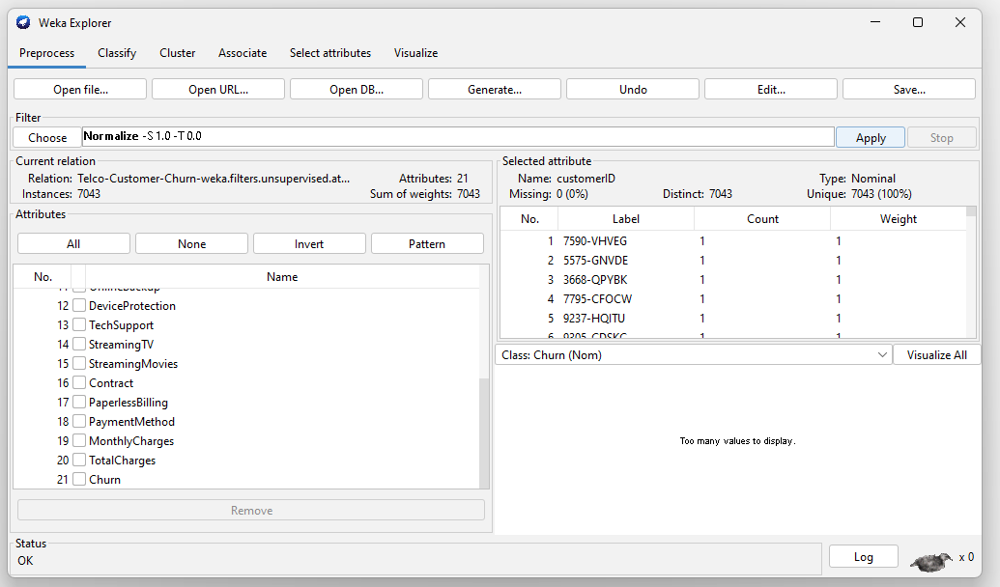 Weka Explorer
Preprocess Classify Cluster Associate Select attributes Visualize
Open file... Open URL... Open DB... Generate... Undo Edit... Save...
Filter
Choose Normalize -S 1.0 -T 0.0 Apply Stop
Current relation
Relation: Telco-Customer-Churn-weka.filters.unsupervised.at... Attributes: 21
Instances: 7043 Sum of weights: 7043
Attributes
All None Invert Pattern
No. Name
11 OnlineBackup
12 DeviceProtection
13 TechSupport
14 StreamingTV
15 StreamingMovies
16 Contract
17 PaperlessBilling
18 PaymentMethod
19 MonthlyCharges
20 TotalCharges
21 Churn
Remove
Selected attribute
Name: customerID Type: Nominal
Missing: 0 (0%) Distinct: 7043 Unique: 7043 (100%)
No. Label Count Weight
1 7590-VHVEG 1 1
2 5575-GNVDE 1 1
3 3668-QPYBK 1 1
4 7795-CFOCW 1 1
5 9237-HQITU 1 1
6 9305-CDSKC 1 1
Class: Churn (Nom) Visualize All
Too many values to display.
Status
OK
Log x 0